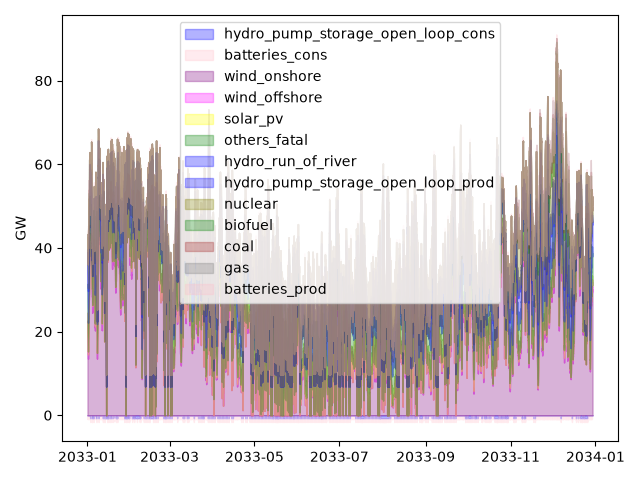 hydro_pump_storage_open_loop_cons
batteries_cons
wind_onshore
wind_offshore
solar_pv
others_fatal
hydro_run_of_river
hydro_pump_storage_open_loop_prod
nuclear
biofuel
coal
gas
batteries_prod
GW
80
60
40
20
0
2033-01 2033-03 2033-05 2033-07 2033-09 2033-11 2034-01